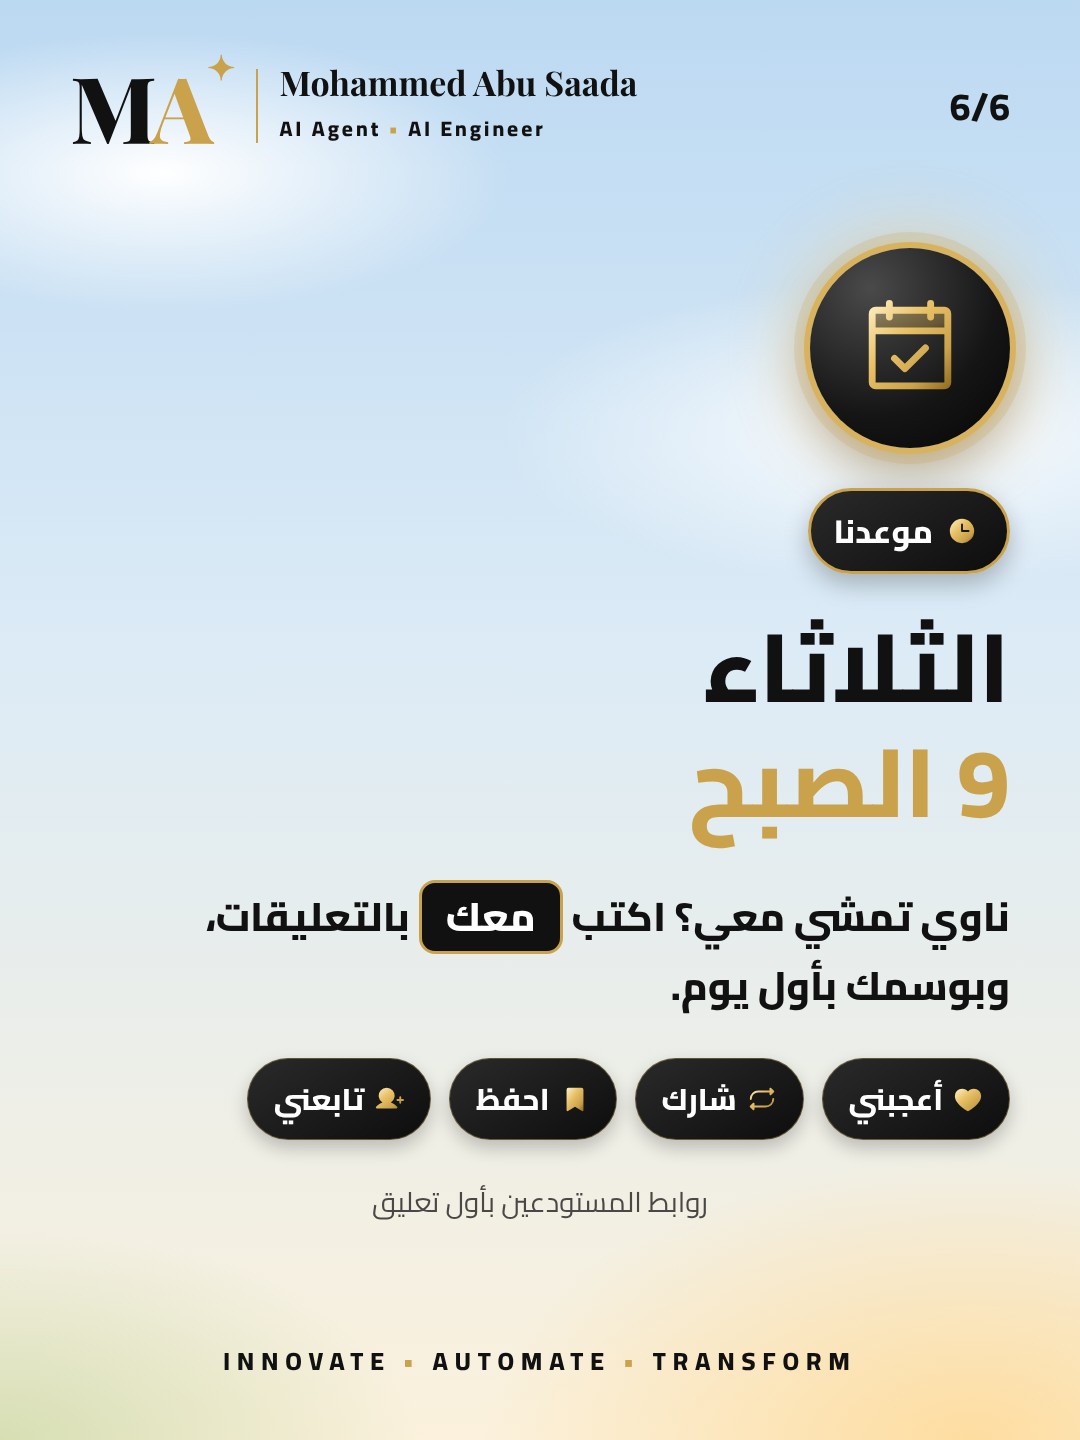 MA
Mohammed Abu Saada
AI Agent ▪ AI Engineer
6/6
موعدنا
الثلاثاء
9 الصبح
ناوي تمشي معي؟ اكتب معك بالتعليقات،
وبوسمك بأول يوم.
أعجبني شارك احفظ تابعني
روابط المستودعين بأول تعليق
INNOVATE ▪ AUTOMATE ▪ TRANSFORM